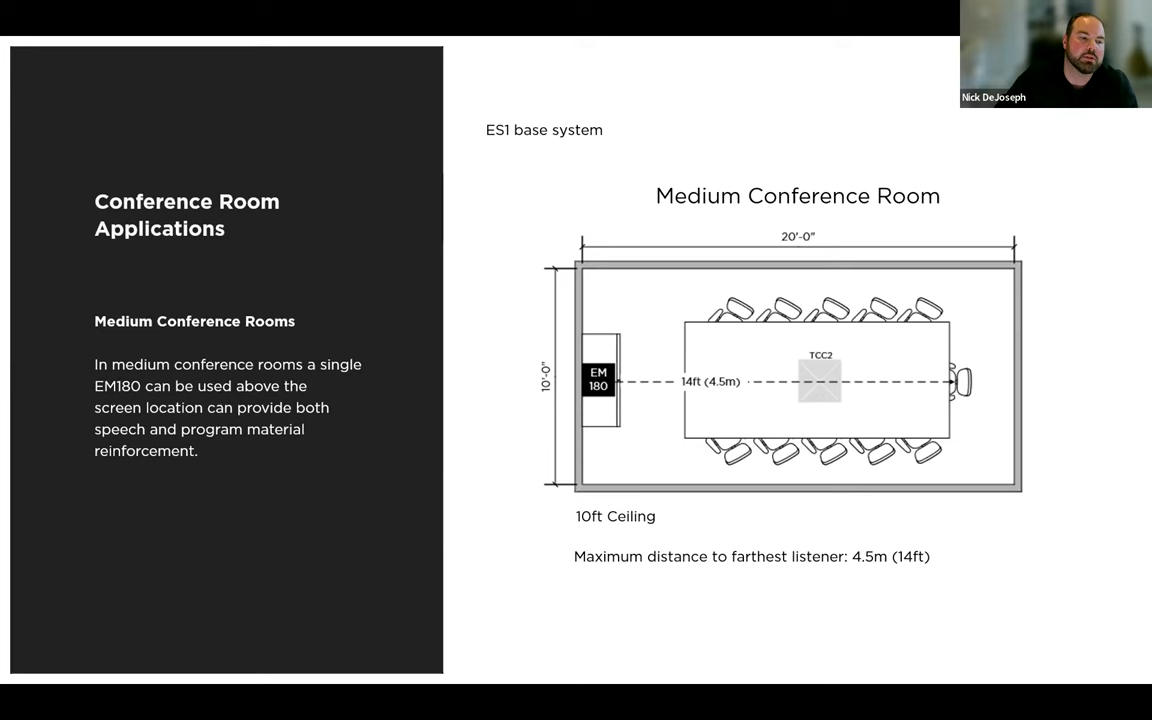 Nick DeJoseph
ES1 base system
Conference Room
Applications
Medium Conference Rooms
In medium conference rooms a single
EM180 can be used above the
screen location can provide both
speech and program material
reinforcement.
Medium Conference Room
20'-0"
10'-0"
EM
180
14ft (4.5m)
TCC2
10ft Ceiling
Maximum distance to farthest listener: 4.5m (14ft)